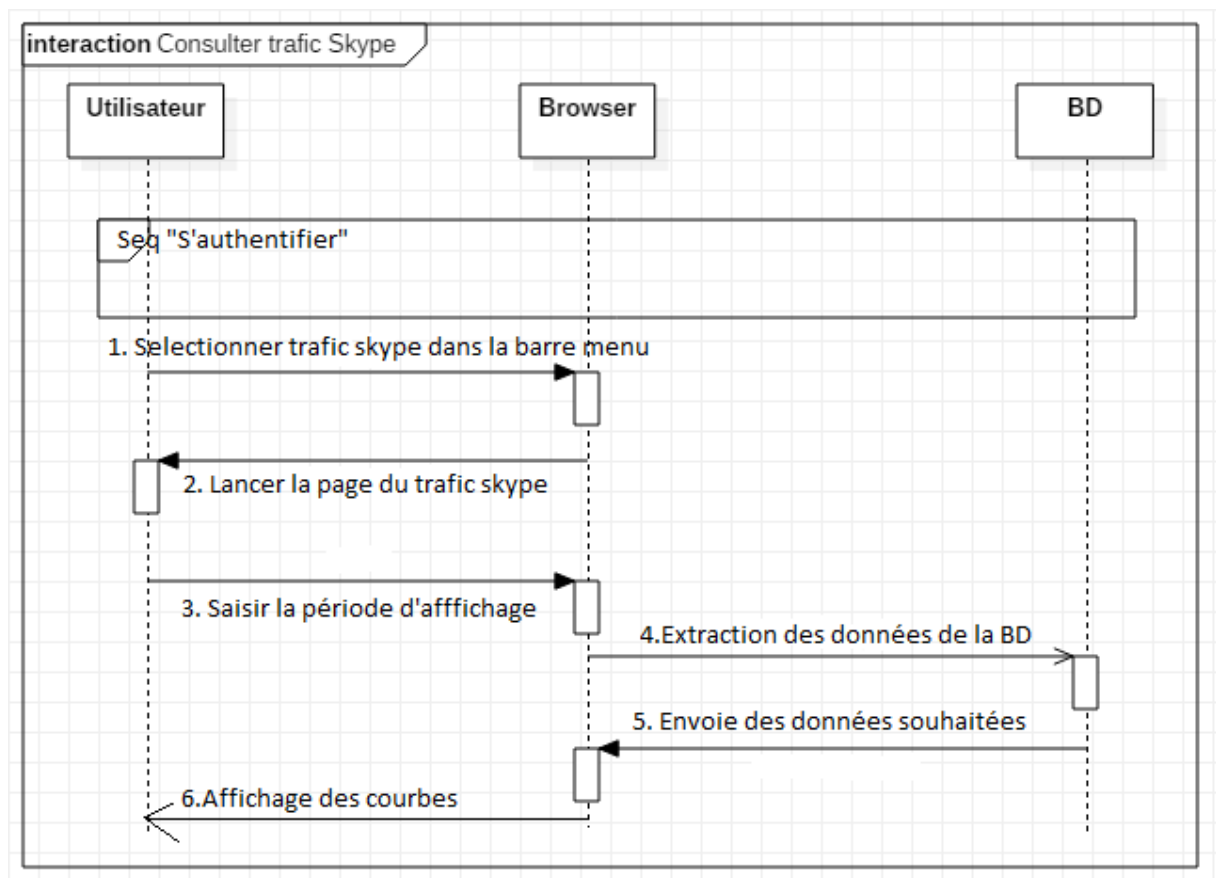 interaction Consulter trafic Skype
Utilisateur
Browser
BD
Seq "S'authentifier"
1. Selectionner trafic skype dans la barre menu
2. Lancer la page du trafic skype
3. Saisir la période d'afffichage
4.Extraction des données de la BD
5. Envoie des données souhaitées
6.Affichage des courbes